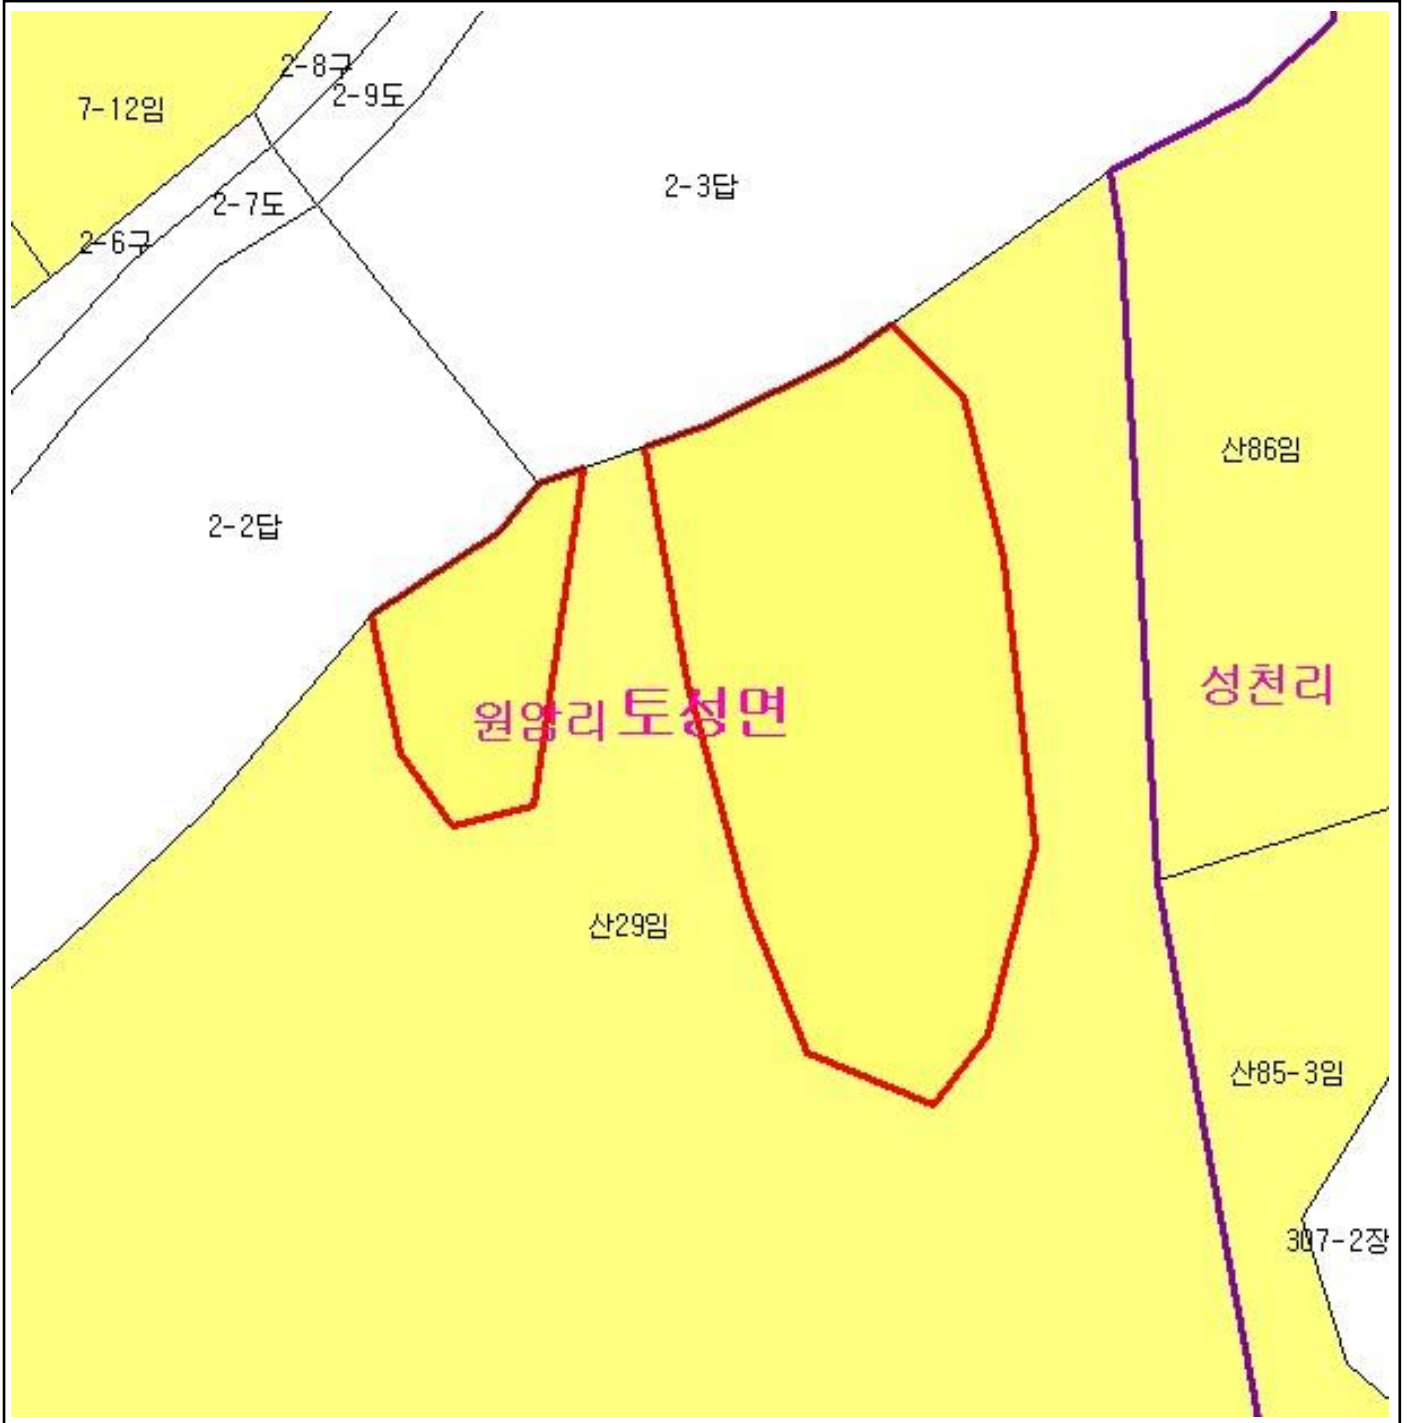 2-8구
2-9도
7-12임
2-3답
2-7도
2-6구
산86임
2-2답
성천리
원암리 토성면
산29임
산85-3임
307-2장